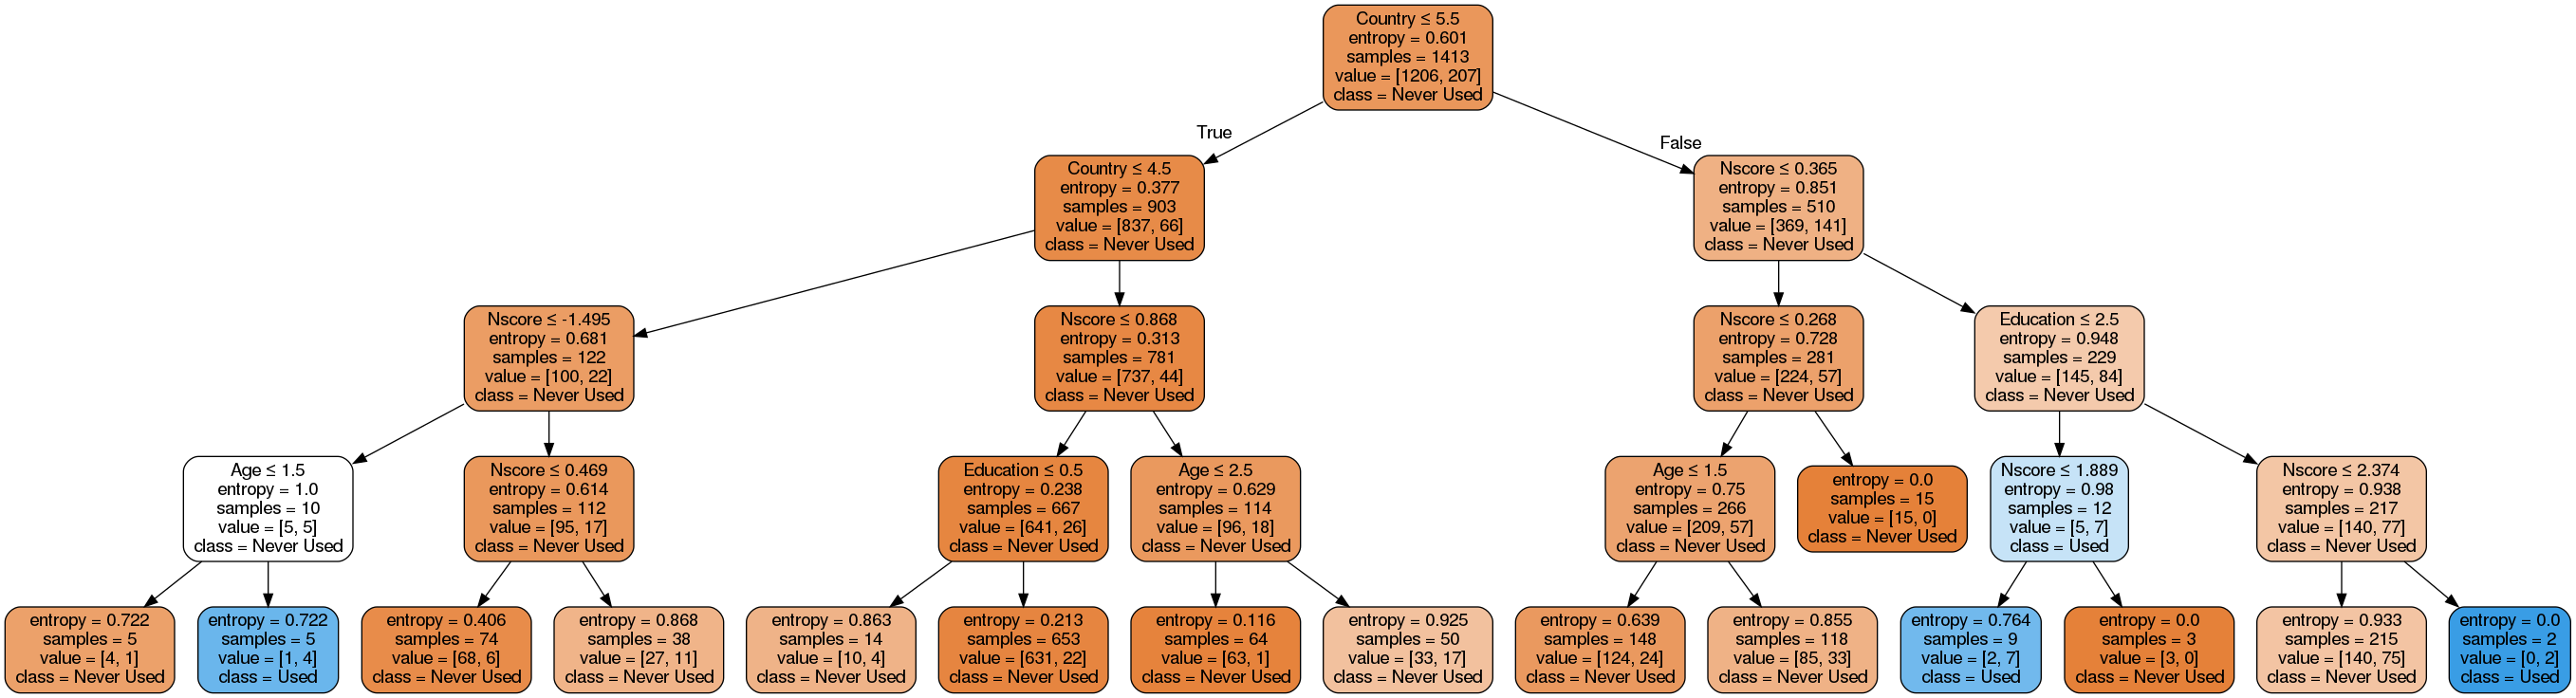 Country ≤ 5.5
entropy = 0.601
samples = 1413
value = [1206, 207]
class = Never Used
True
False
Country ≤ 4.5
entropy = 0.377
samples = 903
value = [837, 66]
class = Never Used
Nscore ≤ 0.365
entropy = 0.851
samples = 510
value = [369, 141]
class = Never Used
Nscore ≤ -1.495
entropy = 0.681
samples = 122
value = [100, 22]
class = Never Used
Nscore ≤ 0.868
entropy = 0.313
samples = 781
value = [737, 44]
class = Never Used
Nscore ≤ 0.268
entropy = 0.728
samples = 281
value = [224, 57]
class = Never Used
Education ≤ 2.5
entropy = 0.948
samples = 229
value = [145, 84]
class = Never Used
Age ≤ 1.5
entropy = 1.0
samples = 10
value = [5, 5]
class = Never Used
Nscore ≤ 0.469
entropy = 0.614
samples = 112
value = [95, 17]
class = Never Used
Education ≤ 0.5
entropy = 0.238
samples = 667
value = [641, 26]
class = Never Used
Age ≤ 2.5
entropy = 0.629
samples = 114
value = [96, 18]
class = Never Used
Age ≤ 1.5
entropy = 0.75
samples = 266
value = [209, 57]
class = Never Used
entropy = 0.0
samples = 15
value = [15, 0]
class = Never Used
Nscore ≤ 1.889
entropy = 0.98
samples = 12
value = [5, 7]
class = Used
Nscore ≤ 2.374
entropy = 0.938
samples = 217
value = [140, 77]
class = Never Used
entropy = 0.722
samples = 5
value = [4, 1]
class = Never Used
entropy = 0.722
samples = 5
value = [1, 4]
class = Used
entropy = 0.406
samples = 74
value = [68, 6]
class = Never Used
entropy = 0.868
samples = 38
value = [27, 11]
class = Never Used
entropy = 0.863
samples = 14
value = [10, 4]
class = Never Used
entropy = 0.213
samples = 653
value = [631, 22]
class = Never Used
entropy = 0.116
samples = 64
value = [63, 1]
class = Never Used
entropy = 0.925
samples = 50
value = [33, 17]
class = Never Used
entropy = 0.639
samples = 148
value = [124, 24]
class = Never Used
entropy = 0.855
samples = 118
value = [85, 33]
class = Never Used
entropy = 0.764
samples = 9
value = [2, 7]
class = Used
entropy = 0.0
samples = 3
value = [3, 0]
class = Never Used
entropy = 0.933
samples = 215
value = [140, 75]
class = Never Used
entropy = 0.0
samples = 2
value = [0, 2]
class = Used